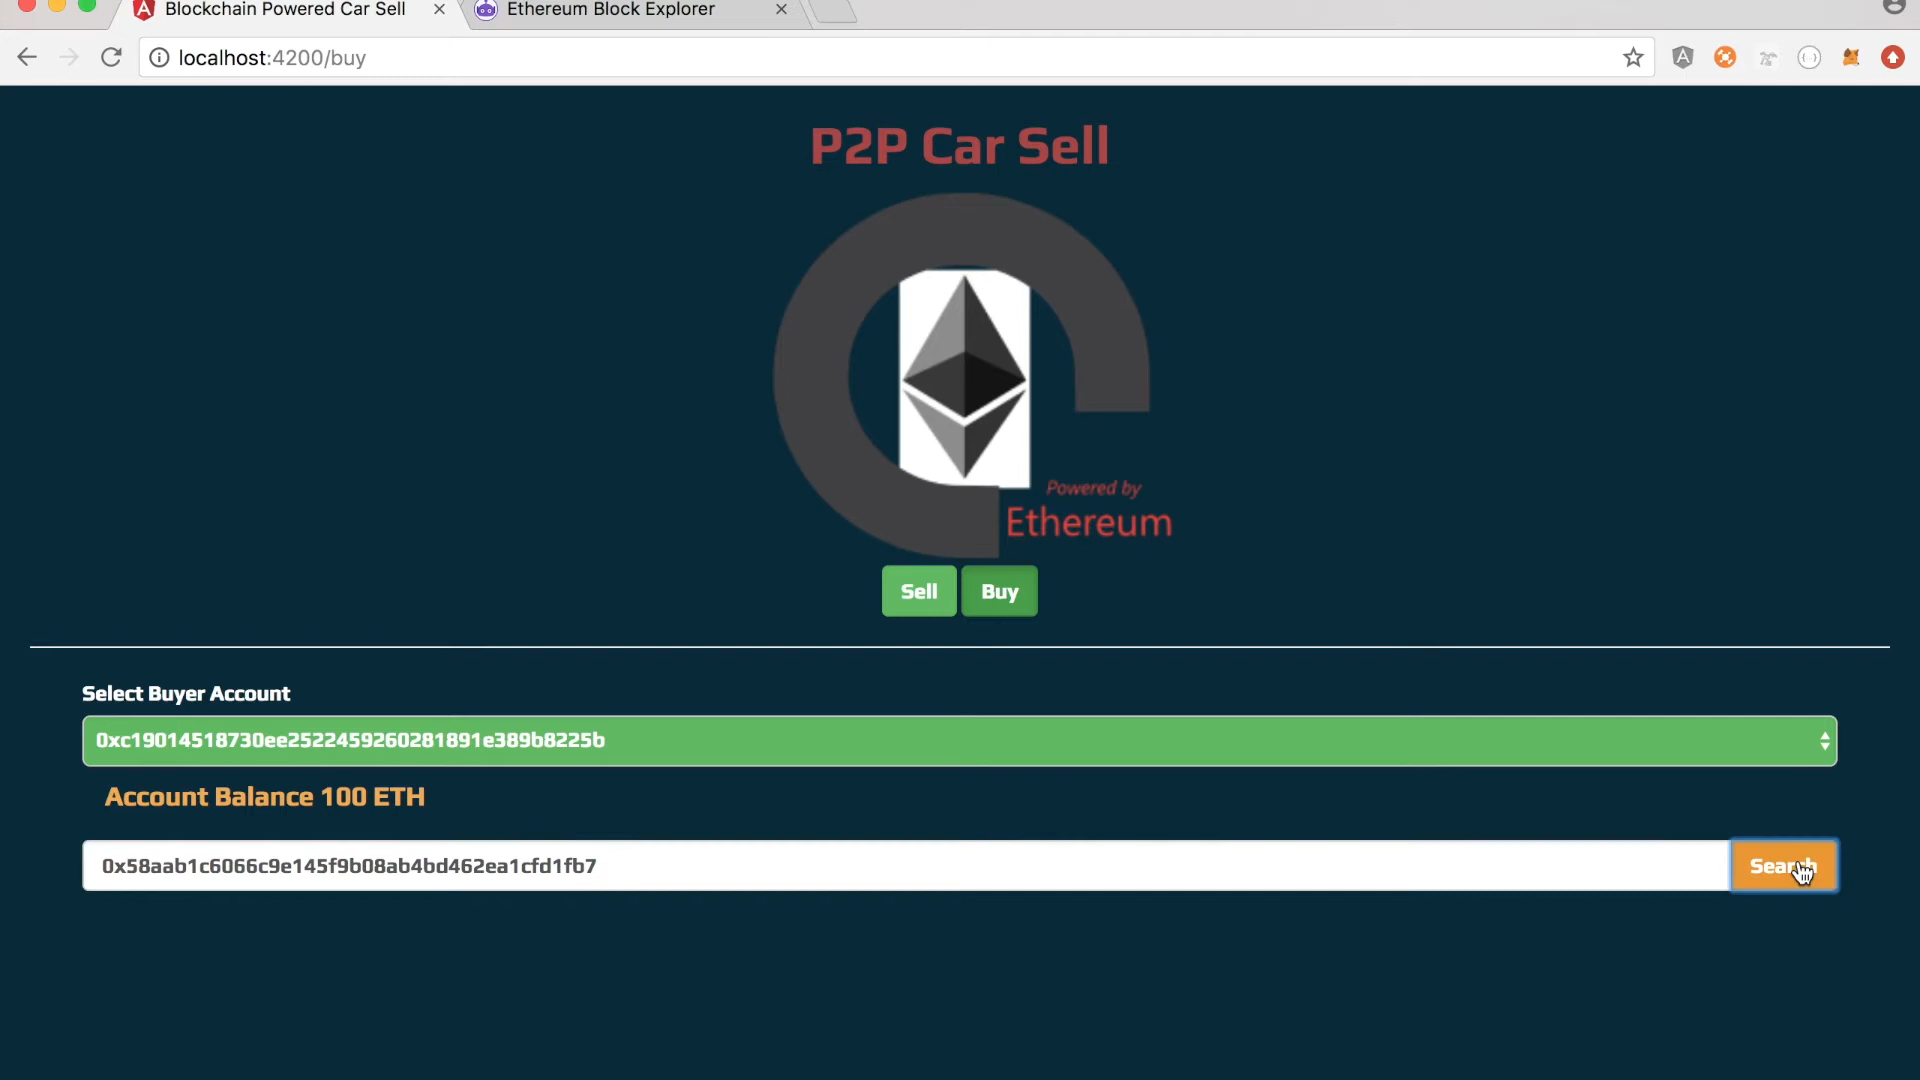 Blockchain Powered Car Sell
Ethereum Block Explorer
localhost:4200/buy
P2P Car Sell
Powered by
Ethereum
Sell
Buy
Select Buyer Account
0xc19014518730ee2522459260281891e389b8225b
Account Balance 100 ETH
0x58aab1c6066c9e145f9b08ab4bd462ea1cfd1fb7
Search